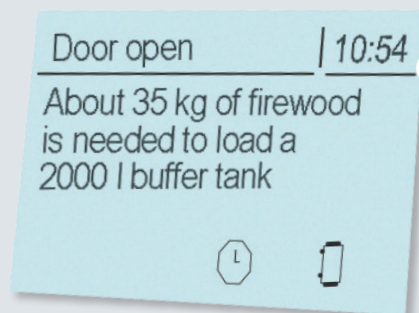 Door open | 10:54
About 35 kg of firewood
is needed to load a
2000 l buffer tank